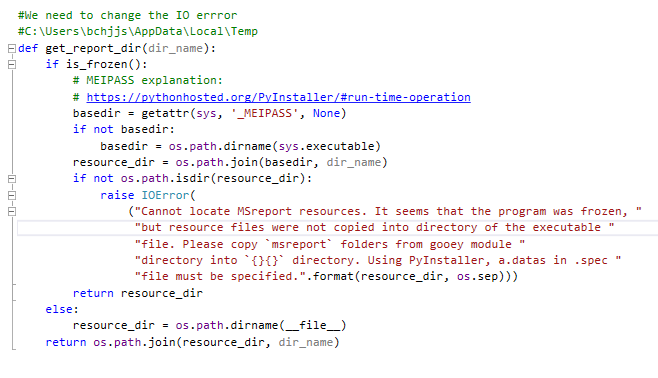 #We need to change the IO errror
#C:\Users\bchjjs\AppData\Local\Temp
def get_report_dir(dir_name):
    if is_frozen():
        # MEIPASS explanation:
        # https://pythonhosted.org/PyInstaller/#run-time-operation
        basedir = getattr(sys, '_MEIPASS', None)
        if not basedir:
            basedir = os.path.dirname(sys.executable)
        resource_dir = os.path.join(basedir, dir_name)
        if not os.path.isdir(resource_dir):
            raise IOError(
                ("Cannot locate MSreport resources. It seems that the program was frozen, "
                 "but resource files were not copied into directory of the executable "
                 "file. Please copy `msreport` folders from gooey module "
                 "directory into `{}{}` directory. Using PyInstaller, a.datas in .spec "
                 "file must be specified.".format(resource_dir, os.sep)))
        return resource_dir
    else:
        resource_dir = os.path.dirname(__file__)
    return os.path.join(resource_dir, dir_name)